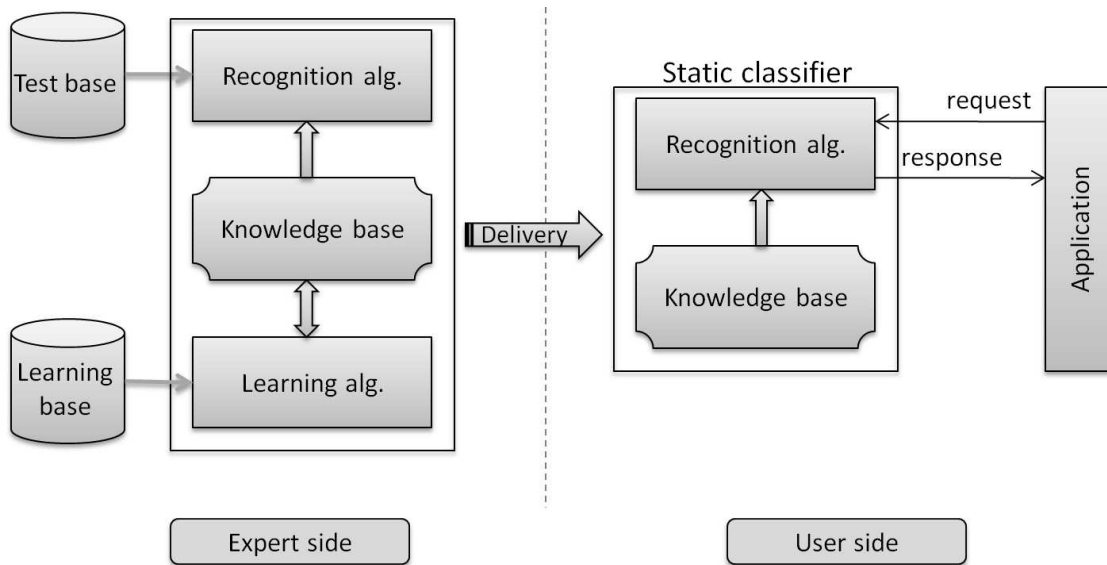 Test base
Recognition alg.
Knowledge base
Learning
base
Learning alg.
Expert side
Delivery
Static classifier
Recognition alg.
Knowledge base
request
response
Application
User side